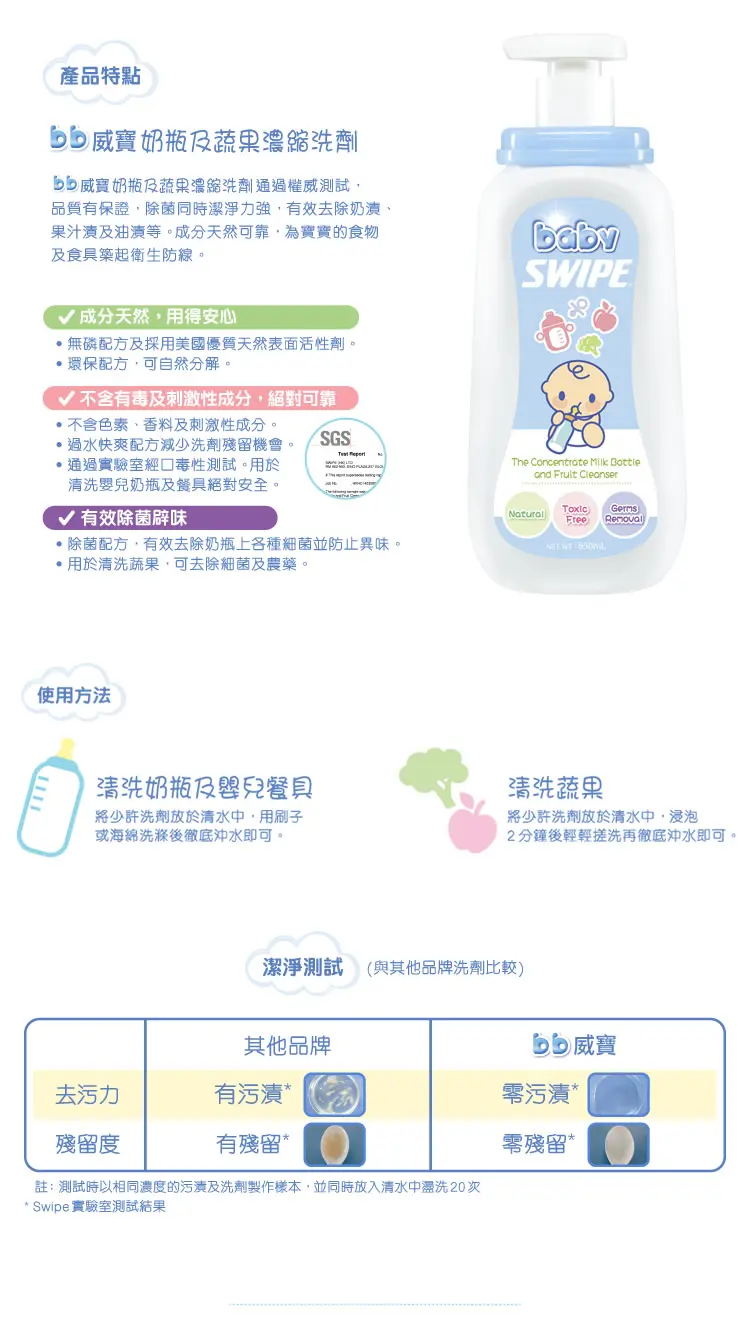 產品特點
bb威寶奶瓶及蔬果濃縮洗劑
bb威寶奶瓶及蔬果濃縮洗劑通過權威測試，
品質有保證，除菌同時潔淨力強，有效去除奶漬、
果汁漬及油漬等。成分天然可靠，為寶寶的食物
及食具築起衛生防線。
✓ 成分天然，用得安心
• 無磷配方及採用美國優質天然表面活性劑。
• 環保配方，可自然分解。
✓ 不含有毒及刺激性成分，絕對可靠
• 不含色素、香料及刺激性成分。
• 過水快爽配方減少洗劑殘留機會。
• 通過實驗室經口毒性測試。用於
清洗嬰兒奶瓶及餐具絕對安全。
SGS
Test Report
✓ 有效除菌辟味
• 除菌配方，有效去除奶瓶上各種細菌並防止異味。
• 用於清洗蔬果，可去除細菌及農藥。
baby
SWIPE
The Concentrate Milk Bottle
and Fruit Cleanser
Natural
Toxic
Free
Germs
Removal
使用方法
清洗奶瓶及嬰兒餐具
將少許洗劑放於清水中，用刷子
或海綿洗滌後徹底沖水即可。
清洗蔬果
將少許洗劑放於清水中，浸泡
2分鐘後輕輕搓洗再徹底沖水即可。
潔淨測試 (與其他品牌洗劑比較)
其他品牌 bb威寶
去污力 有污漬* 零污漬*
殘留度 有殘留* 零殘留*
註：測試時以相同濃度的污漬及洗劑製作樣本，並同時放入清水中盪洗20次
* Swipe 實驗室測試結果